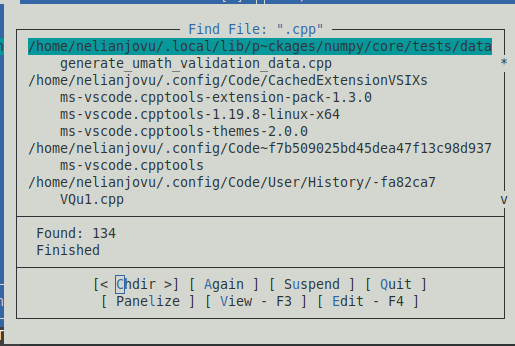 Find File: ".cpp"
/home/nelianjovu/.local/lib/p~ckages/numpy/core/tests/data
generate_umath_validation_data.cpp
*
/home/nelianjovu/.config/Code/CachedExtensionVSIXs
ms-vscode.cpptools-extension-pack-1.3.0
ms-vscode.cpptools-1.19.8-linux-x64
ms-vscode.cpptools-themes-2.0.0
/home/nelianjovu/.config/Code~f7b509025bd45dea47f13c98d937
ms-vscode.cpptools
/home/nelianjovu/.config/Code/User/History/-fa82ca7
VQu1.cpp
v
Found: 134
Finished
[< Chdir >] [ Again ] [ Suspend ] [ Quit ]
[ Panelize ] [ View - F3 ] [ Edit - F4 ]